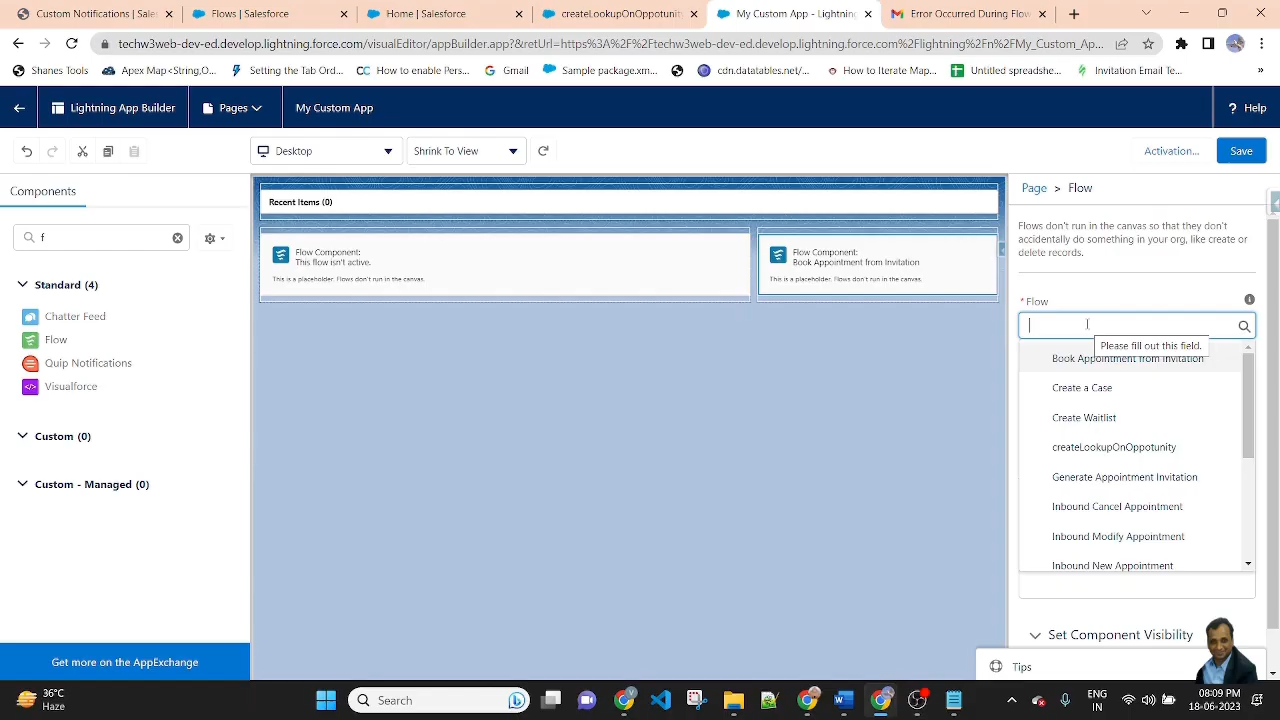 Custom Notifications | Salesforc
Flows | Salesforce
Home | Salesforce
createLookupOnOppotunit
My Custom App - Lightning
Error Occurred During Flow
techw3web-dev-ed.develop.lightning.force.com/visualEditor/appBuilder.app?&retUrl=https%3A%2F%2Ftechw3web-dev-ed.develop.lightning.force.com%2Flightning%2Fn%2FMy_Custom_Ap...
Shanes Tools
Apex Map<String,O...
Setting the Tab Ord...
CC How to enable Pers...
Gmail
Sample package.xm...
cdn.datatables.net/...
How to Iterate Map...
Untitled spreadshe...
Invitation Email Te...
»
Lightning App Builder
Pages
My Custom App
? Help
Desktop
Shrink To View
Activation...
Save
Components
f
Standard (4)
Chatter Feed
Flow
Quip Notifications
Visualforce
Custom (0)
Custom - Managed (0)
Get more on the AppExchange
Recent Items (0)
Flow Component:
This flow isn't active.
This is a placeholder. Flows don't run in the canvas.
Flow Component:
Book Appointment from Invitation
This is a placeholder. Flows don't run in the canvas.
Page > Flow
Flows don't run in the canvas so that they don't
accidentally do something in your org, like create or
delete records.
* Flow
Please fill out this field.
Book Appointment from Invitation
Create a Case
Create Waitlist
createLookupOnOppotunity
Generate Appointment Invitation
Inbound Cancel Appointment
Inbound Modify Appointment
Inbound New Appointment
Set Component Visibility
Tips
36°C
Haze
Search
ENG
IN
08:09 PM
18-06-2023